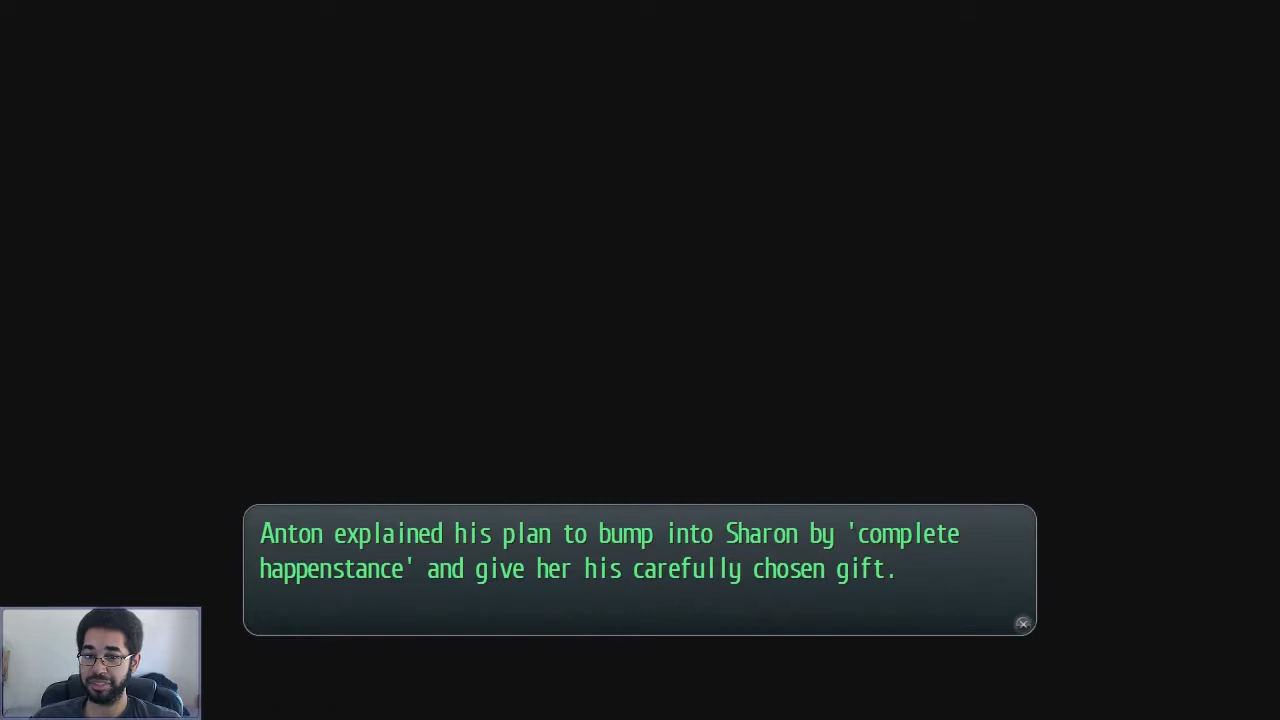 Anton explained his plan to bump into Sharon by 'complete
happenstance' and give her his carefully chosen gift.